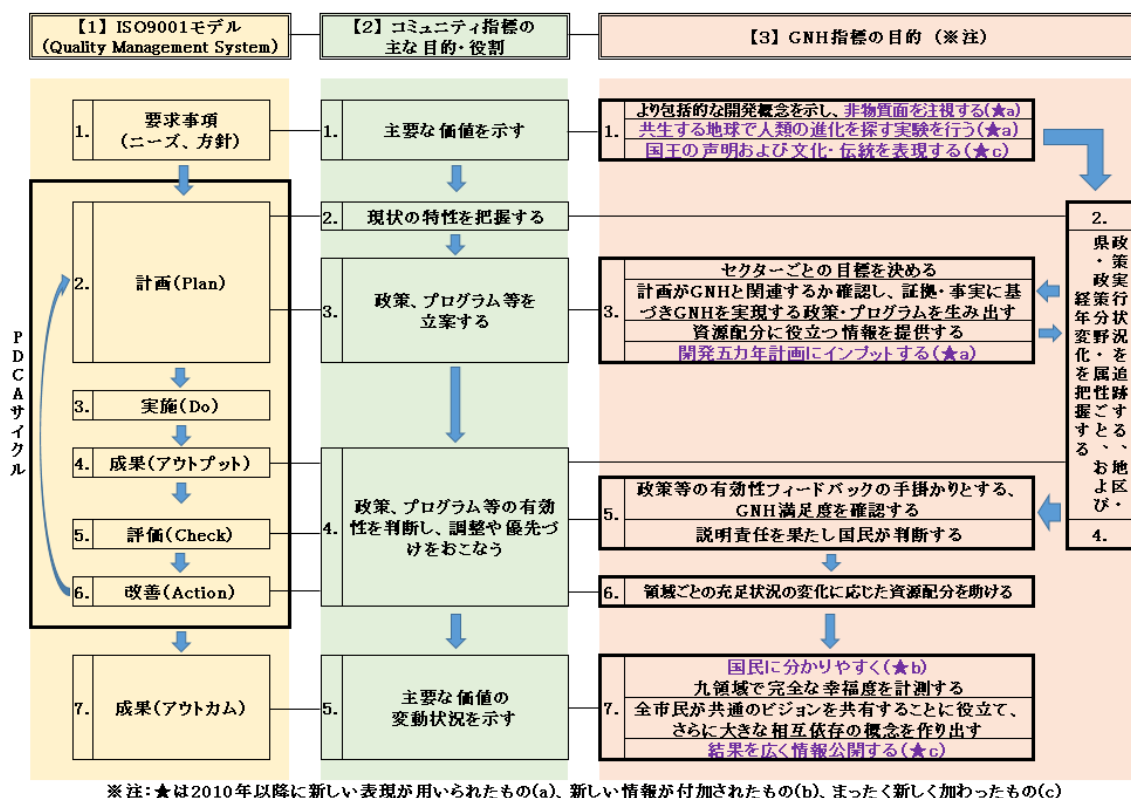 【1】ISO9001モデル
(Quality Management System)
【2】コミュニティ指標の
主な目的・役割
【3】GNH指標の目的 (※注)
PDCAサイクル
1. 要求事項
(ニーズ、方針)
2. 計画(Plan)
3. 実施(Do)
4. 成果(アウトプット)
5. 評価(Check)
6. 改善(Action)
7. 成果(アウトカム)
1. 主要な価値を示す
2. 現状の特性を把握する
3. 政策、プログラム等を
立案する
4. 政策、プログラム等の有効
性を判断し、調整や優先づ
けをおこなう
5. 主要な価値の
変動状況を示す
1. より包括的な開発概念を示し、非物質面を注視する(★a)
共生する地球で人類の進化を探す実験を行う(★a)
国王の声明および文化・伝統を表現する(★c)
2.
政策実行状況を追跡する、地区・
県・政策分野・属性ごと、および
経年変化を把握する
4.
3. セクターごとの目標を決める
計画がGNHと関連するか確認し、証拠・事実に基
づきGNHを実現する政策・プログラムを生み出す
資源配分に役立つ情報を提供する
開発五カ年計画にインプットする(★a)
5. 政策等の有効性フィードバックの手掛かりとする、
GNH満足度を確認する
説明責任を果たし国民が判断する
6. 領域ごとの充足状況の変化に応じた資源配分を助ける
7. 国民に分かりやすく(★b)
九領域で完全な幸福度を計測する
全市民が共通のビジョンを共有することに役立て、
さらに大きな相互依存の概念を作り出す
結果を広く情報公開する(★c)
※注:★は2010年以降に新しい表現が用いられたもの(a)、新しい情報が付加されたもの(b)、まったく新しく加わったもの(c)